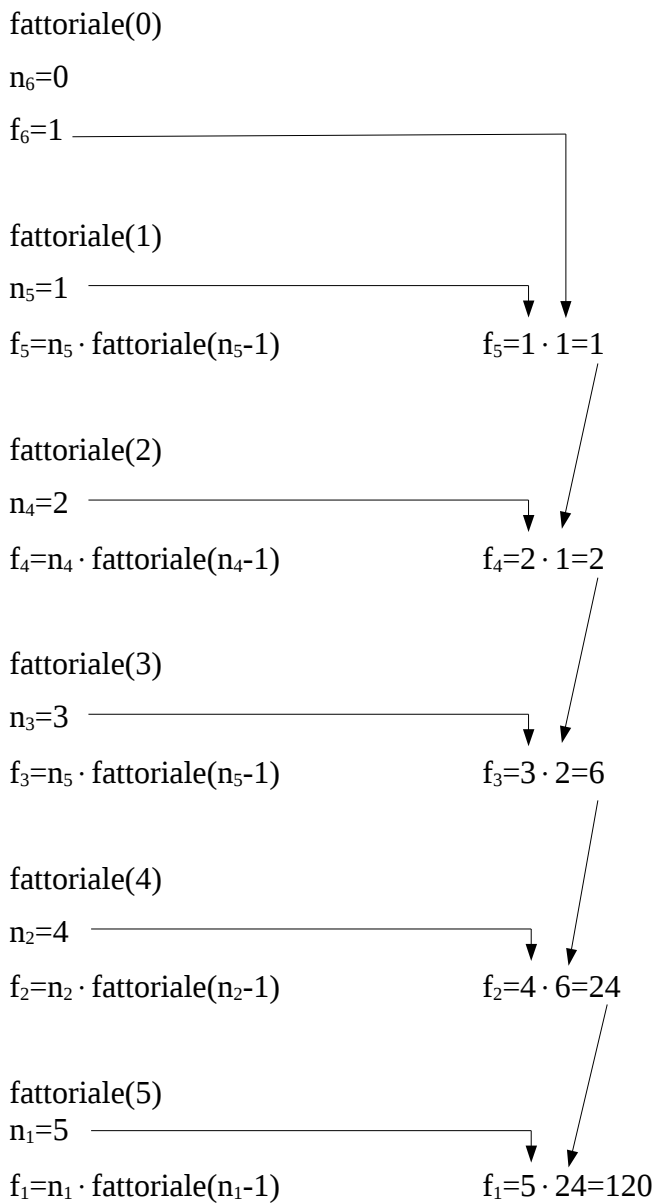 fattoriale(0)
n₆=0
f₆=1
fattoriale(1)
n₅=1
f₅=n₅ · fattoriale(n₅-1) f₅=1 · 1=1
fattoriale(2)
n₄=2
f₄=n₄ · fattoriale(n₄-1) f₄=2 · 1=2
fattoriale(3)
n₃=3
f₃=n₅ · fattoriale(n₅-1) f₃=3 · 2=6
fattoriale(4)
n₂=4
f₂=n₂ · fattoriale(n₂-1) f₂=4 · 6=24
fattoriale(5)
n₁=5
f₁=n₁ · fattoriale(n₁-1) f₁=5 · 24=120